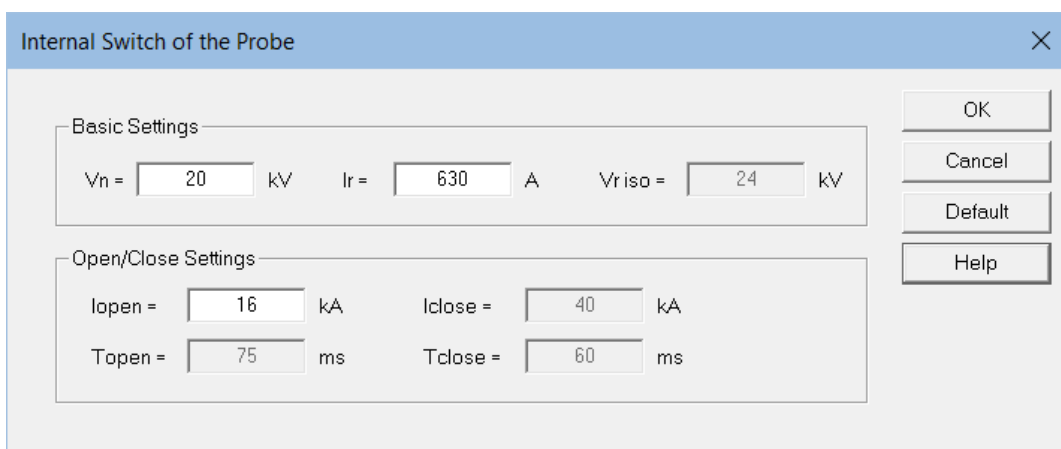 Internal Switch of the Probe
Basic Settings
Vn = 20 kV Ir = 630 A Vr iso = 24 kV
Open/Close Settings
Iopen = 16 kA Iclose = 40 kA
Topen = 75 ms Tclose = 60 ms
OK
Cancel
Default
Help